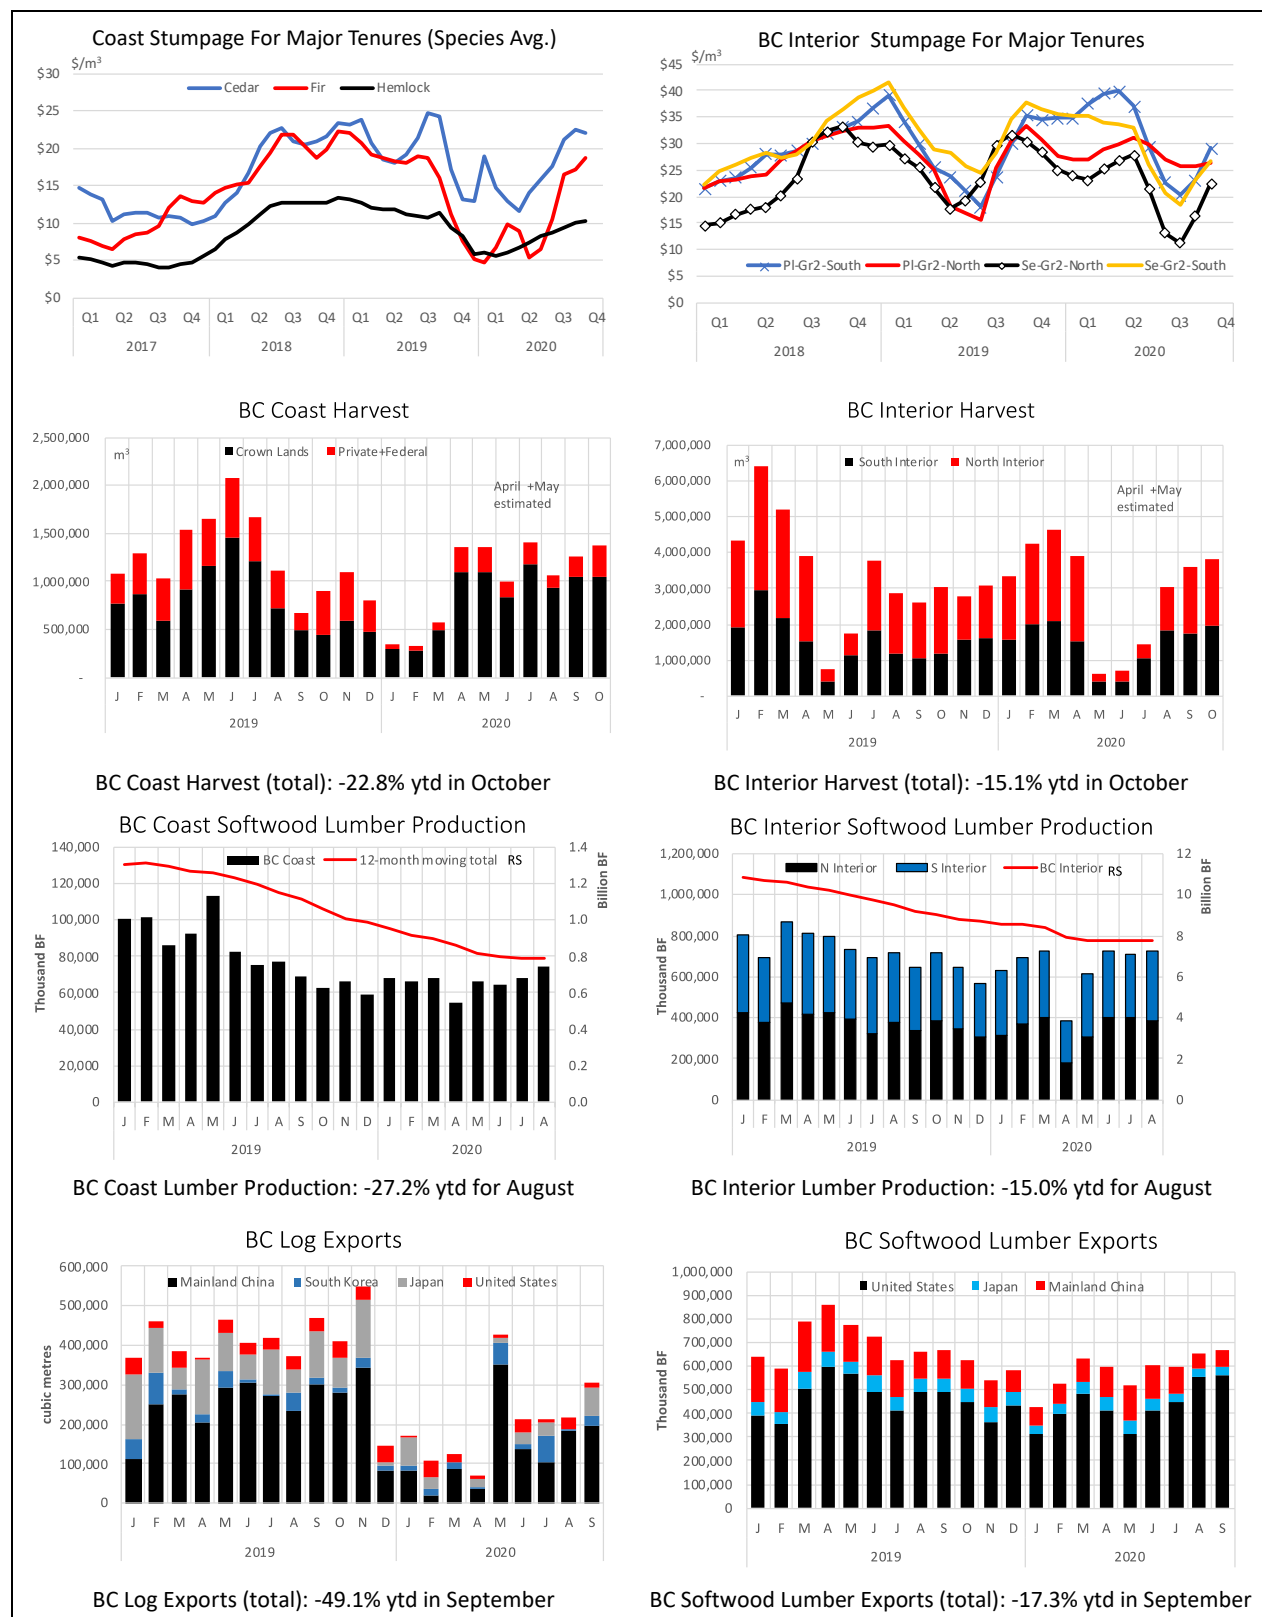 Coast Stumpage For Major Tenures (Species Avg.)
$/m³
Cedar Fir Hemlock
$30
$25
$20
$15
$10
$5
$0
Q1 Q2 Q3 Q4 Q1 Q2 Q3 Q4 Q1 Q2 Q3 Q4 Q1 Q2 Q3 Q4
2017 2018 2019 2020
BC Interior Stumpage For Major Tenures
$/m³
$45
$40
$35
$30
$25
$20
$15
$10
$5
$0
Pl-Gr2-South Pl-Gr2-North Se-Gr2-North Se-Gr2-South
Q1 Q2 Q3 Q4 Q1 Q2 Q3 Q4 Q1 Q2 Q3 Q4
2018 2019 2020
BC Coast Harvest
2,500,000
2,000,000
1,500,000
1,000,000
500,000
-
m³
Crown Lands Private+Federal
April +May
estimated
J F M A M J J A S O N D J F M A M J J A S O
2019 2020
BC Coast Harvest (total): -22.8% ytd in October
BC Interior Harvest
7,000,000
6,000,000
5,000,000
4,000,000
3,000,000
2,000,000
1,000,000
-
m³
South Interior North Interior
April +May
estimated
J F M A M J J A S O N D J F M A M J J A S O
2019 2020
BC Interior Harvest (total): -15.1% ytd in October
BC Coast Softwood Lumber Production
140,000
120,000
100,000
80,000
60,000
40,000
20,000
0
Thousand BF
BC Coast 12-month moving total RS
1.4
1.2
1.0
0.8
0.6
0.4
0.2
0.0
Billion BF
J F M A M J J A S O N D J F M A M J J A
2019 2020
BC Coast Lumber Production: -27.2% ytd for August
BC Interior Softwood Lumber Production
1,200,000
1,000,000
800,000
600,000
400,000
200,000
0
Thousand BF
N Interior S Interior BC Interior RS
12
10
8
6
4
2
0
Billion BF
J F M A M J J A S O N D J F M A M J J A
2019 2020
BC Interior Lumber Production: -15.0% ytd for August
BC Log Exports
600,000
500,000
400,000
300,000
200,000
100,000
0
cubic metres
Mainland China South Korea Japan United States
J F M A M J J A S O N D J F M A M J J A S
2019 2020
BC Log Exports (total): -49.1% ytd in September
BC Softwood Lumber Exports
1,000,000
900,000
800,000
700,000
600,000
500,000
400,000
300,000
200,000
100,000
0
Thousand BF
United States Japan Mainland China
J F M A M J J A S O N D J F M A M J J A S
2019 2020
BC Softwood Lumber Exports (total): -17.3% ytd in September